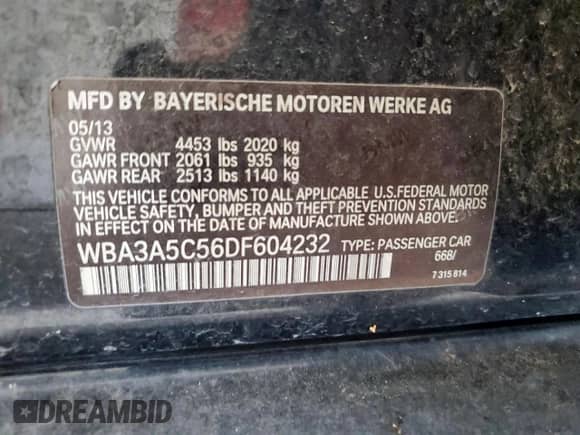 MFD BY BAYERISCHE MOTOREN WERKE AG
05/13
GVWR 4453 lbs 2020 kg
GAWR FRONT 2061 lbs 935 kg
GAWR REAR 2513 lbs 1140 kg
THIS VEHICLE CONFORMS TO ALL APPLICABLE U.S.FEDERAL MOTOR
VEHICLE SAFETY, BUMPER AND THEFT PREVENTION STANDARDS
IN EFFECT ON THE DATE OF MANUFACTURE SHOWN ABOVE.
WBA3A5C56DF604232 TYPE: PASSENGER CAR
668/
7 315 814
DREAMBID